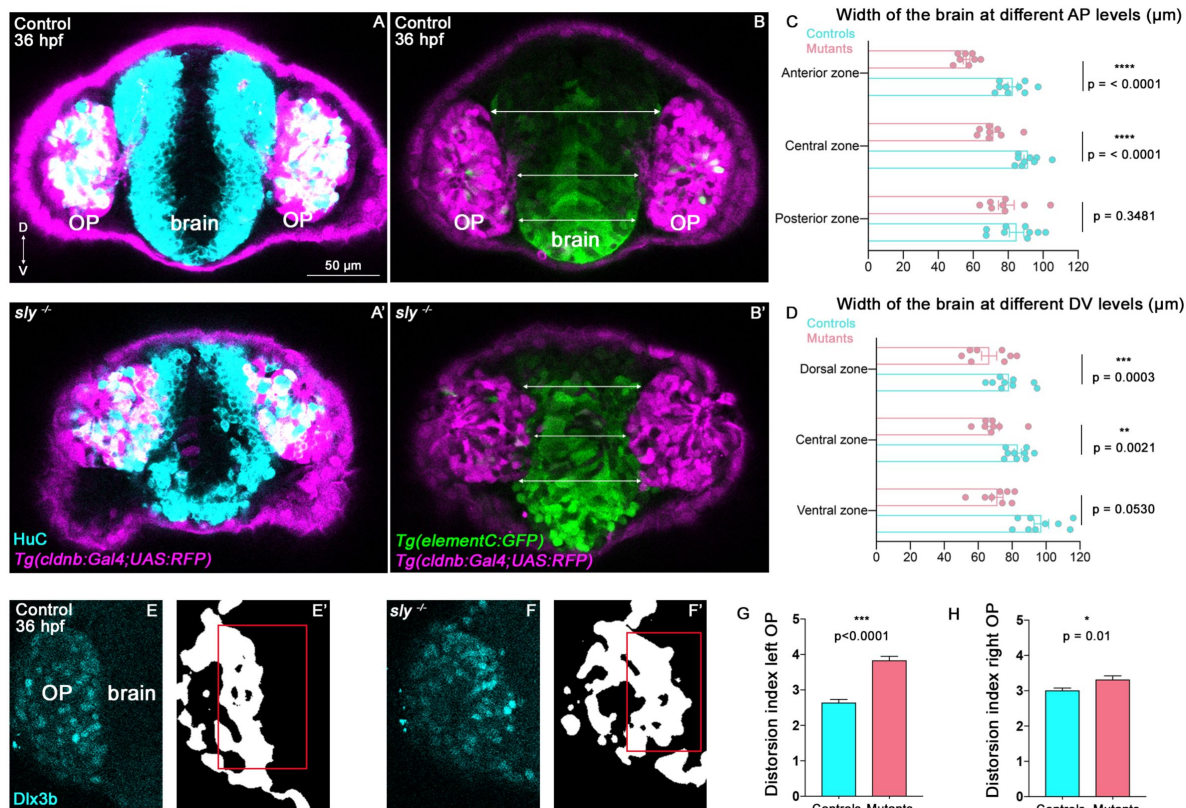 Control
36 hpf
A
OP
brain
OP
D
V
50 µm
Control
36 hpf
B
OP
brain
OP
C
Width of the brain at different AP levels (µm)
Controls
Mutants
Anterior zone
****
p = < 0.0001
Central zone
****
p = < 0.0001
Posterior zone
p = 0.3481
0 20 40 60 80 100 120
sly -/-
A'
HuC
Tg(cldnb:Gal4;UAS:RFP)
sly -/-
B'
Tg(elementC:GFP)
Tg(cldnb:Gal4;UAS:RFP)
Width of the brain at different DV levels (µm)
D
Controls
Mutants
Dorsal zone
***
p = 0.0003
Central zone
**
p = 0.0021
Ventral zone
p = 0.0530
0 20 40 60 80 100 120
Control
36 hpf
E
OP
brain
Dlx3b
E'
sly -/-
F
F'
G
Distorsion index left OP
***
p<0.0001
5
4
3
2
1
0
Controls Mutants
H
Distorsion index right OP
*
p = 0.01
5
4
3
2
1
0
Controls Mutants